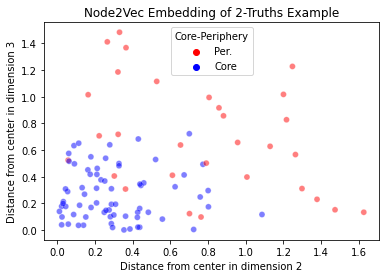 Node2Vec Embedding of 2-Truths Example
Core-Periphery
Per.
Core
Distance from center in dimension 3
1.4
1.2
1.0
0.8
0.6
0.4
0.2
0.0
0.0 0.2 0.4 0.6 0.8 1.0 1.2 1.4 1.6
Distance from center in dimension 2